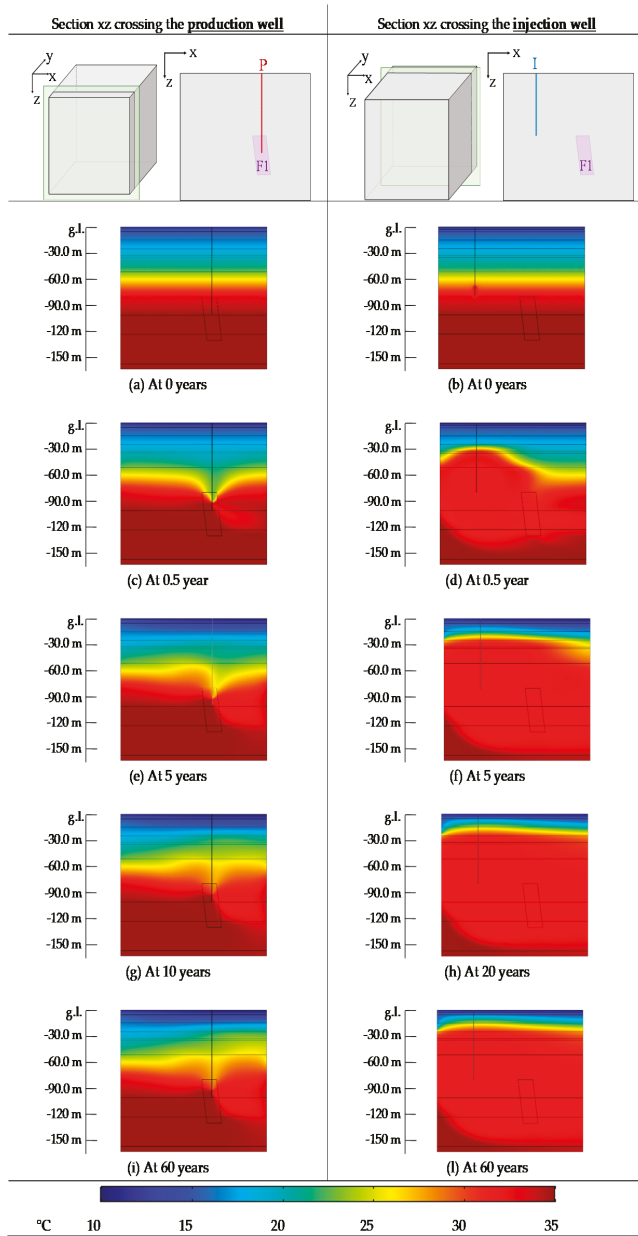 Section xz crossing the production well
Section xz crossing the injection well
y
x
z
x
z
P
F1
y
x
z
x
z
I
F1
g.l.
-30.0 m
-60.0 m
-90.0 m
-120 m
-150 m
(a) At 0 years
g.l.
-30.0 m
-60.0 m
-90.0 m
-120 m
-150 m
(b) At 0 years
g.l.
-30.0 m
-60.0 m
-90.0 m
-120 m
-150 m
(c) At 0.5 year
g.l.
-30.0 m
-60.0 m
-90.0 m
-120 m
-150 m
(d) At 0.5 year
g.l.
-30.0 m
-60.0 m
-90.0 m
-120 m
-150 m
(e) At 5 years
g.l.
-30.0 m
-60.0 m
-90.0 m
-120 m
-150 m
(f) At 5 years
g.l.
-30.0 m
-60.0 m
-90.0 m
-120 m
-150 m
(g) At 10 years
g.l.
-30.0 m
-60.0 m
-90.0 m
-120 m
-150 m
(h) At 20 years
g.l.
-30.0 m
-60.0 m
-90.0 m
-120 m
-150 m
(i) At 60 years
g.l.
-30.0 m
-60.0 m
-90.0 m
-120 m
-150 m
(l) At 60 years
°C 10 15 20 25 30 35